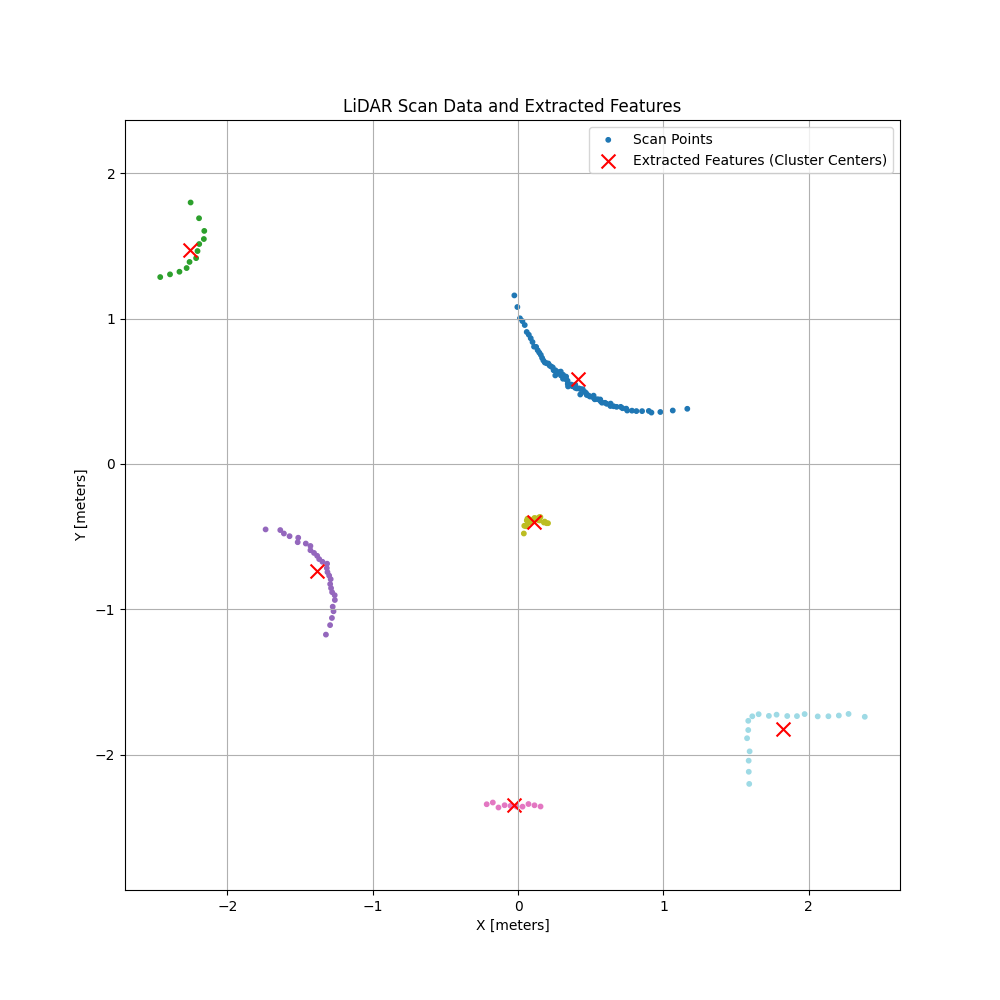 LiDAR Scan Data and Extracted Features
Scan Points
Extracted Features (Cluster Centers)
2
1
0
−1
−2
Y [meters]
−2
−1
0
1
2
X [meters]